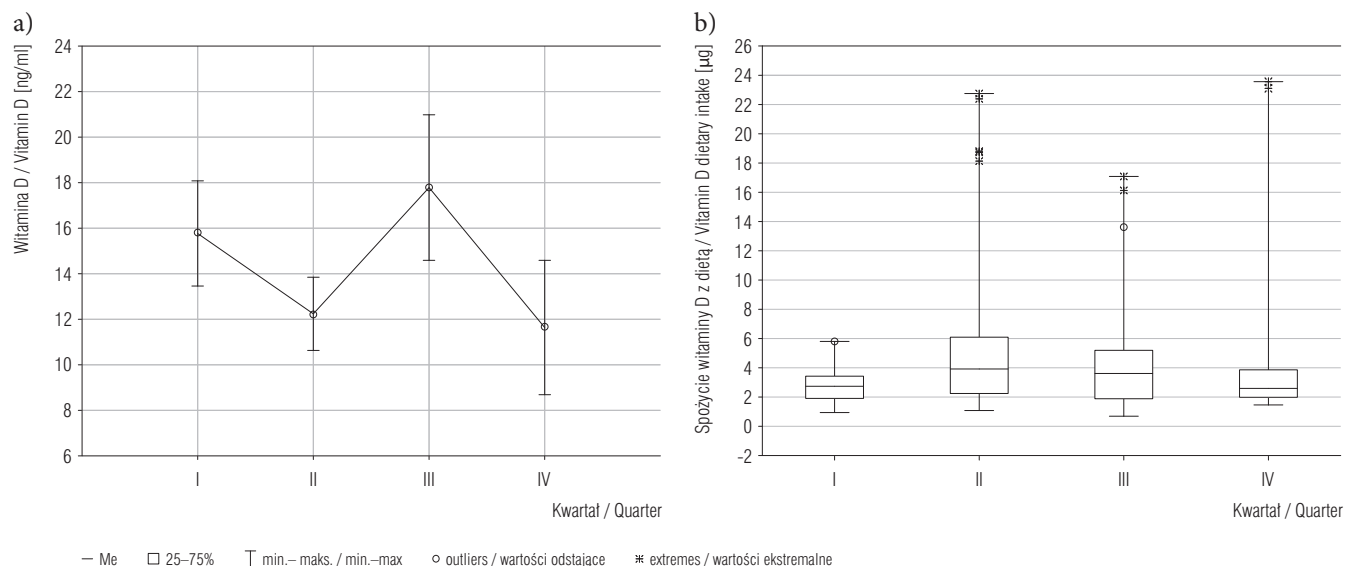 a)
Witamina D / Vitamin D [ng/ml]
24
22
20
18
16
14
12
10
8
6
I II III IV
Kwartał / Quarter
b)
Spożycie witaminy D z dietą / Vitamin D dietary intake [µg]
26
24
22
20
18
16
14
12
10
8
6
4
2
0
-2
I II III IV
Kwartał / Quarter
Me 25–75% min.– maks. / min.–max outliers / wartości odstające extremes / wartości ekstremalne